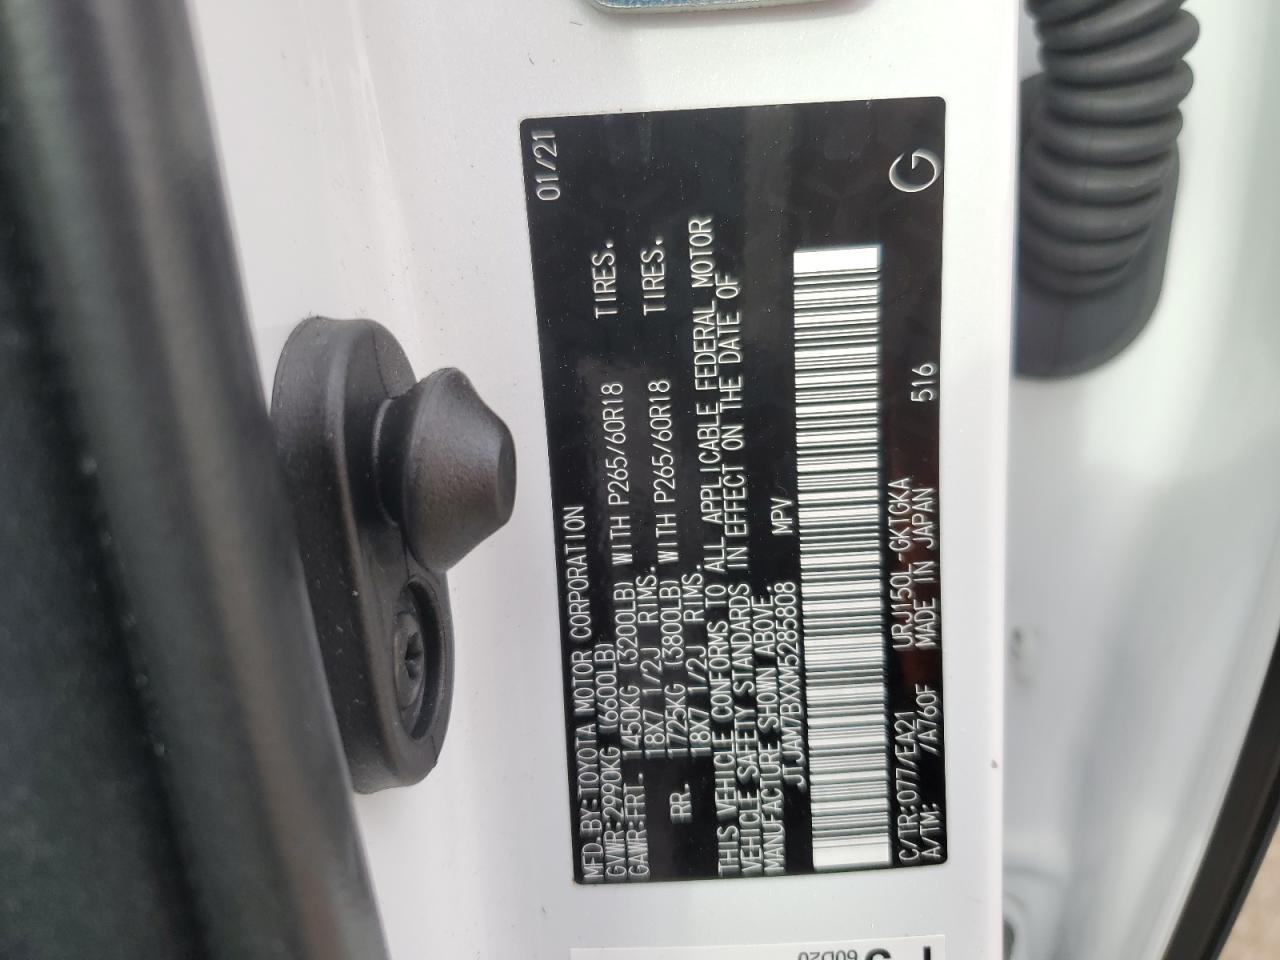 MFD. BY: TOYOTA MOTOR CORPORATION 01/21
GVWR: 2990KG (6600LB)
GAWR: FRT. 1450KG (3200LB) WITH P265/60R18 TIRES.
18X7 1/2J RIMS.
RR. 1725KG (3800LB) WITH P265/60R18 TIRES.
18X7 1/2J RIMS.
THIS VEHICLE CONFORMS TO ALL APPLICABLE FEDERAL MOTOR
VEHICLE SAFETY STANDARDS IN EFFECT ON THE DATE OF
MANUFACTURE SHOWN ABOVE.
JTJAM7BXXM5285808 MPV
C/TR: 077/EA21 URJ150L-GKTGKA 516 G
A/TM: /A760F MADE IN JAPAN
60D20